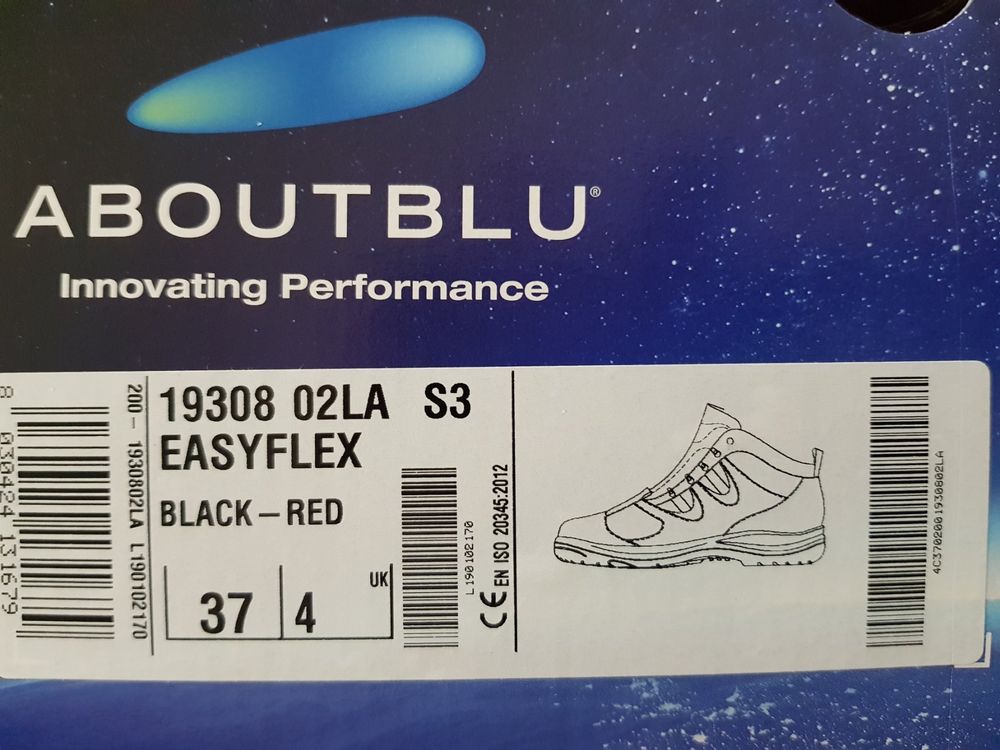 ABOUTBLU®
Innovating Performance
8 030424 131679
200 - 1930802LA L190102170
19308 02LA S3
EASYFLEX
BLACK-RED
37
4
UK
L190102170
CE EN ISO 20345:2012
4C3702001930802LA